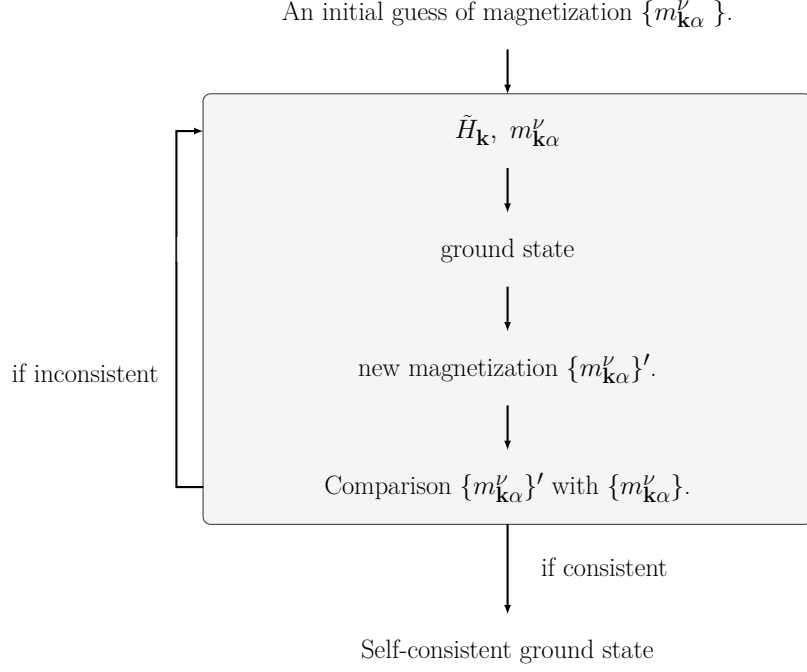 An initial guess of magnetization {m^ν_{𝐤α} }.
H̃_𝐤, m^ν_{𝐤α}
ground state
new magnetization {m^ν_{𝐤α}}′.
if inconsistent
Comparison {m^ν_{𝐤α}}′ with {m^ν_{𝐤α}}.
if consistent
Self-consistent ground state